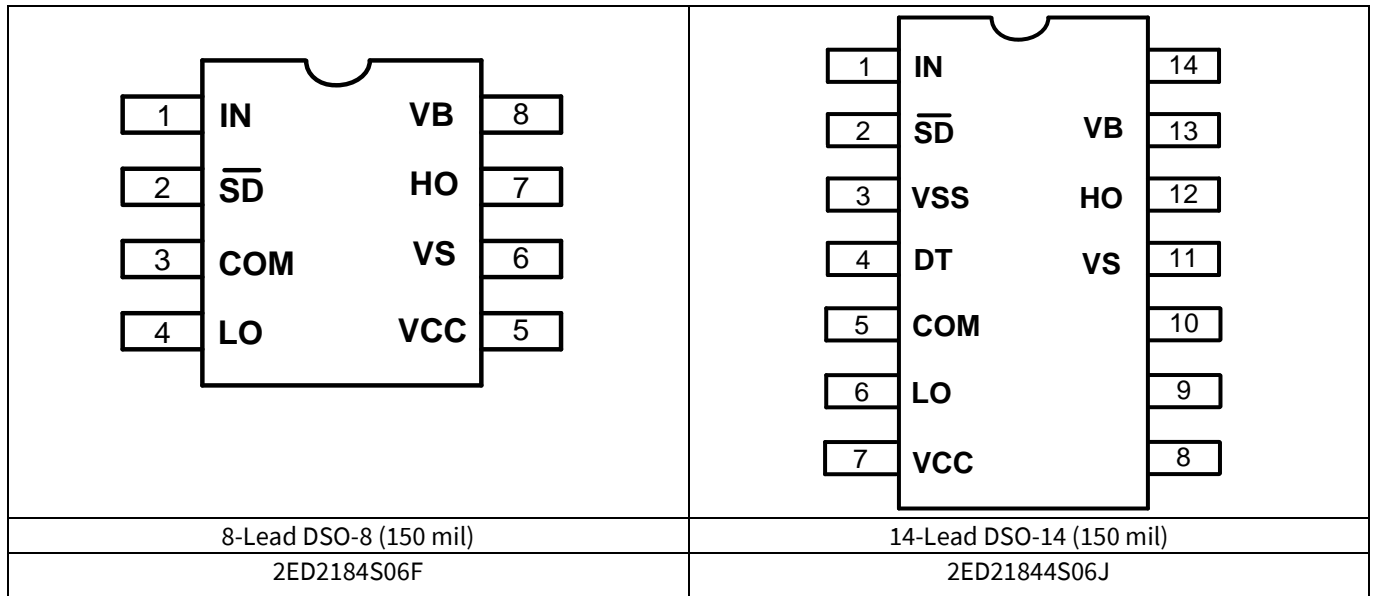 1 IN VB 8
2 S̅D̅ HO 7
3 COM VS 6
4 LO VCC 5
8-Lead DSO-8 (150 mil)
2ED2184S06F
1 IN 14
2 S̅D̅ VB 13
3 VSS HO 12
4 DT VS 11
5 COM 10
6 LO 9
7 VCC 8
14-Lead DSO-14 (150 mil)
2ED21844S06J